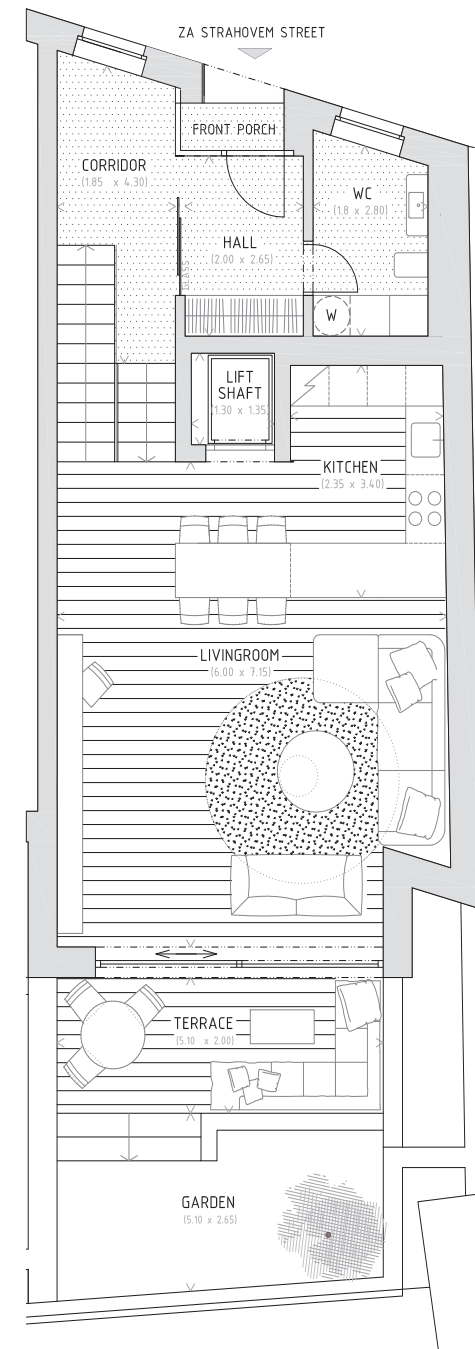 ZA STRAHOVEM STREET
FRONT PORCH
CORRIDOR
(1.85 x 4.30)
WC
(1.8 x 2.80)
HALL
(2.00 x 2.65)
GLASS
W
LIFT
SHAFT
(1.30 x 1.35)
KITCHEN
(2.35 x 3.40)
LIVINGROOM
(6.00 x 7.15)
TERRACE
(5.10 x 2.00)
GARDEN
(5.10 x 2.65)